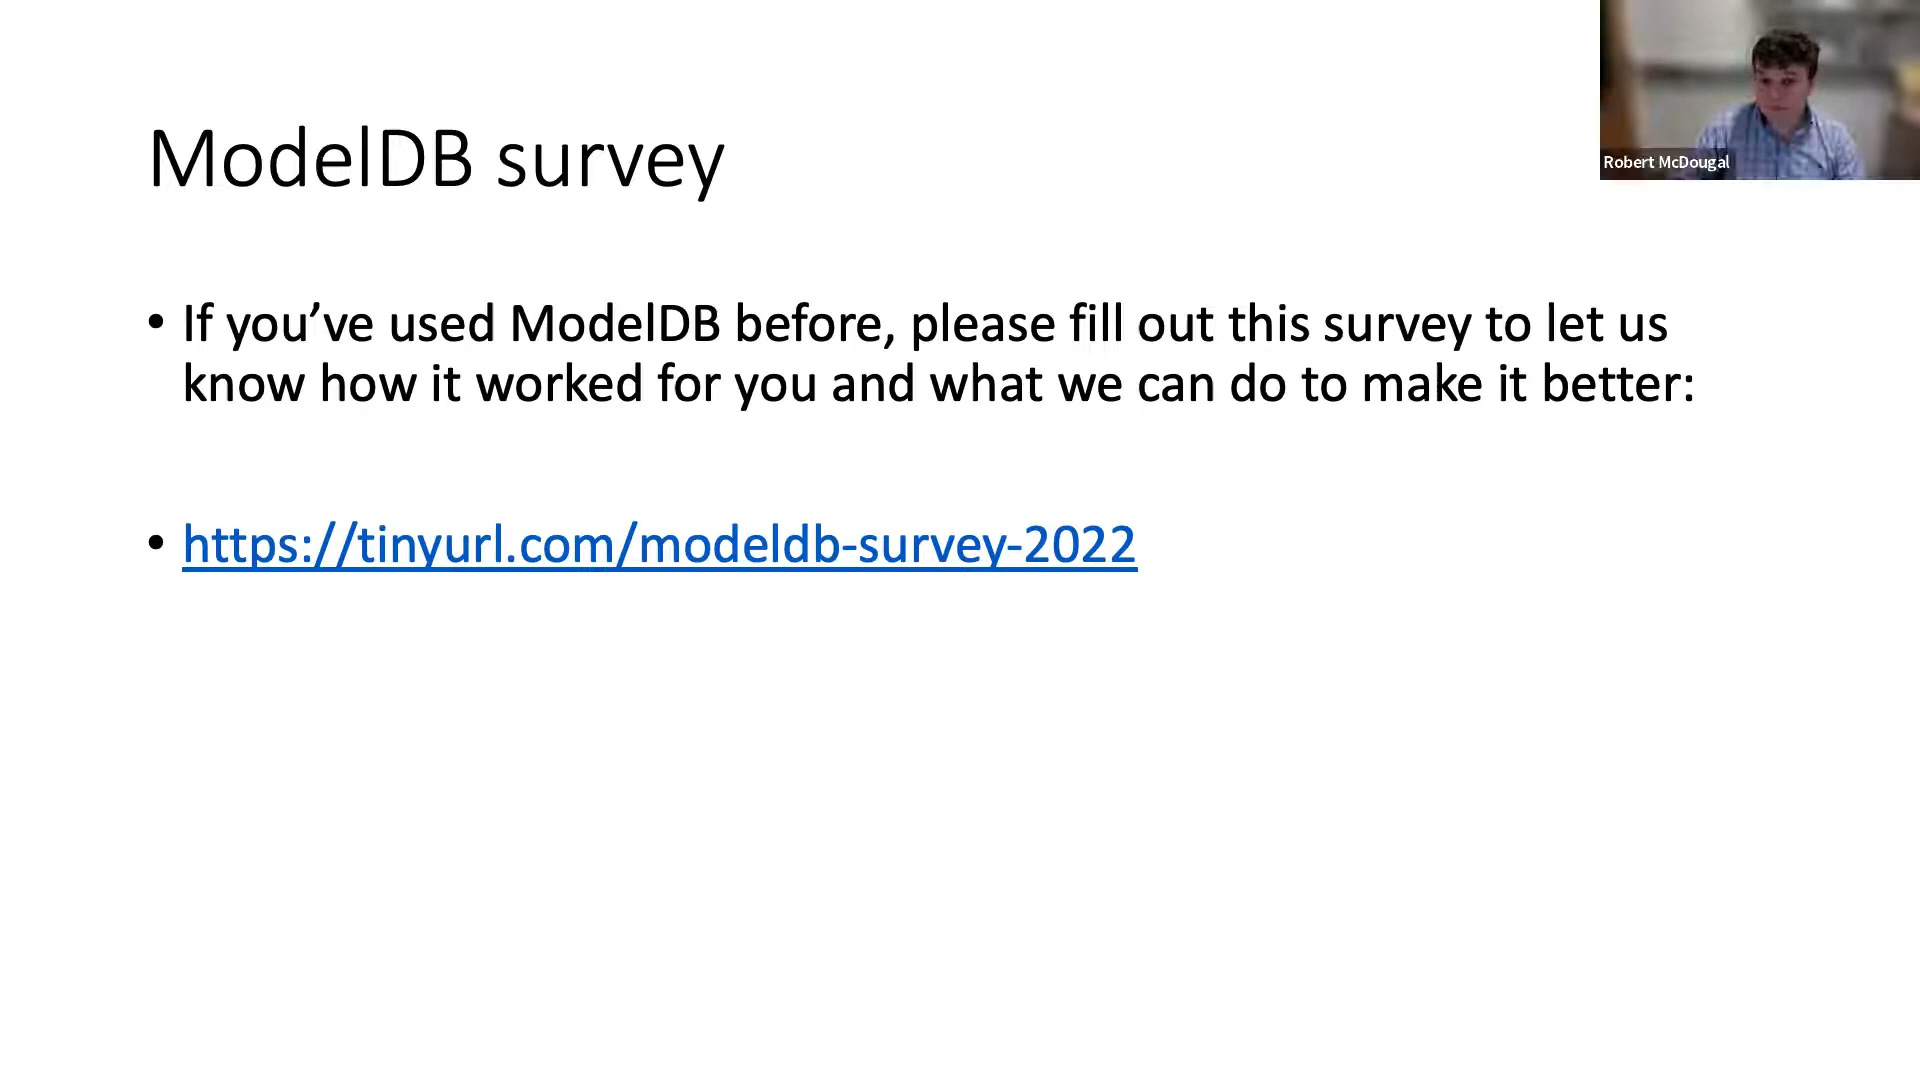 ModelDB survey
Robert McDougal
• If you’ve used ModelDB before, please fill out this survey to let us
know how it worked for you and what we can do to make it better:
• https://tinyurl.com/modeldb-survey-2022